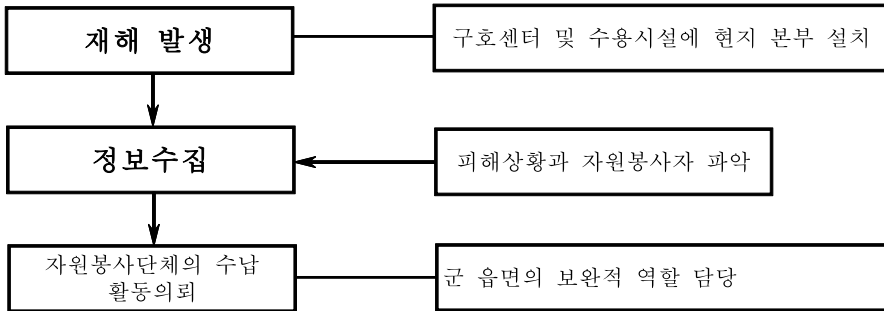 재해 발생
구호센터 및 수용시설에 현지 본부 설치
정보수집
피해상황과 자원봉사자 파악
자원봉사단체의 수납
활동의뢰
군 읍면의 보완적 역할 담당